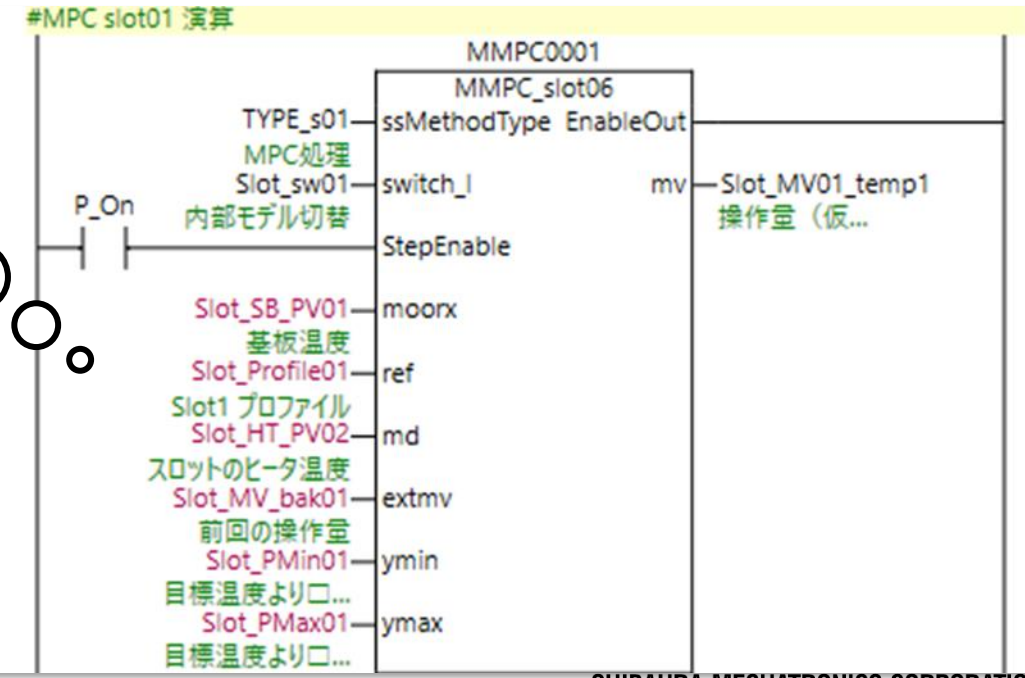 #MPC slot01 演算
MMPC0001
MMPC_slot06
TYPE_s01 ssMethodType EnableOut
MPC処理
Slot_sw01 switch_l mv Slot_MV01_temp1
P_On 内部モデル切替 操作量（仮...
StepEnable
Slot_SB_PV01 moorx
基板温度
Slot_Profile01 ref
Slot1 プロファイル
Slot_HT_PV02 md
スロットのヒータ温度
Slot_MV_bak01 extmv
前回の操作量
Slot_PMin01 ymin
目標温度より□...
Slot_PMax01 ymax
目標温度より□...